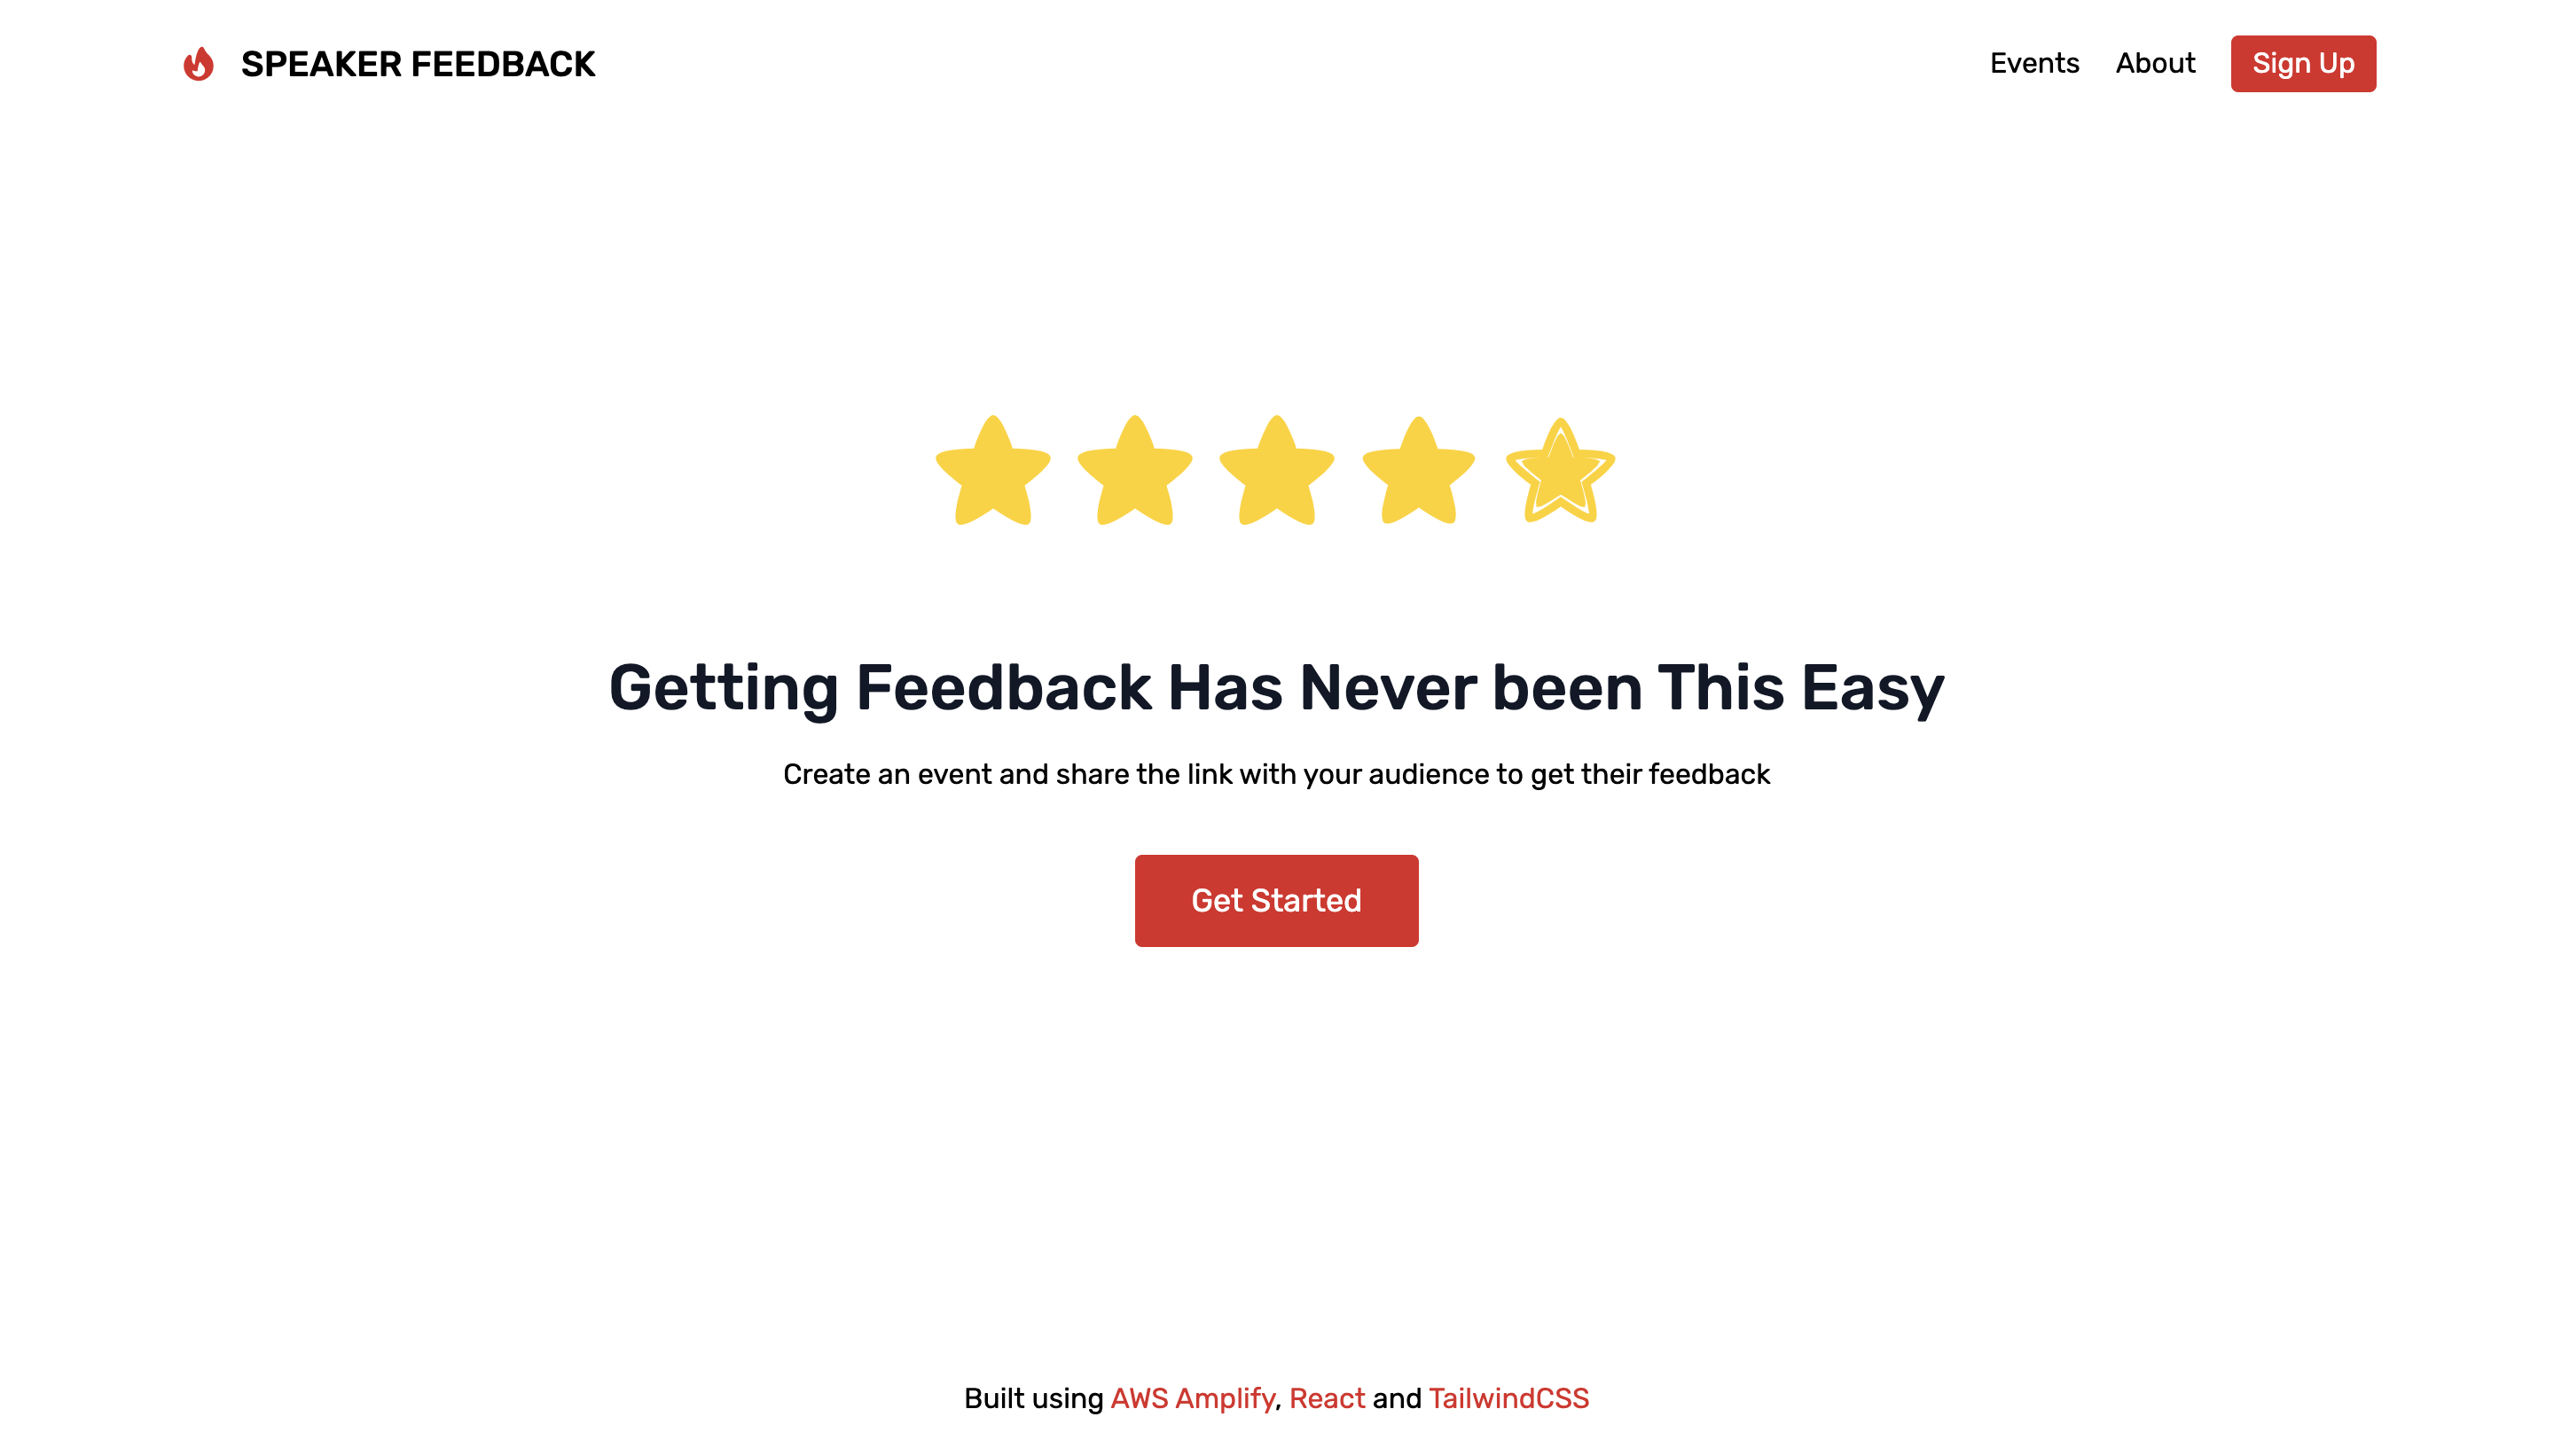 SPEAKER FEEDBACK
Events About Sign Up
Getting Feedback Has Never been This Easy
Create an event and share the link with your audience to get their feedback
Get Started
Built using AWS Amplify, React and TailwindCSS